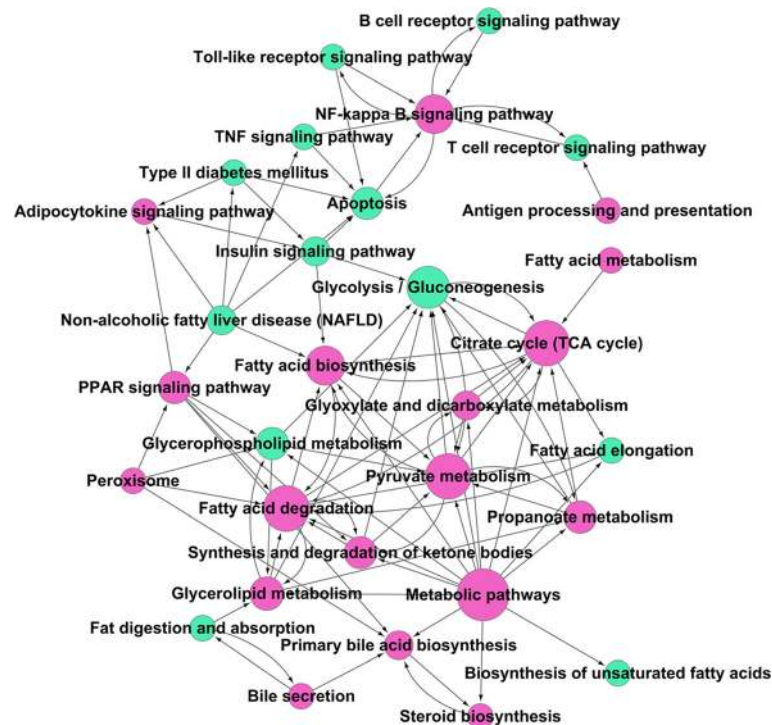 B cell receptor signaling pathway
Toll-like receptor signaling pathway
NF-kappa B signaling pathway
TNF signaling pathway
T cell receptor signaling pathway
Type II diabetes mellitus
Apoptosis
Adipocytokine signaling pathway
Antigen processing and presentation
Insulin signaling pathway
Fatty acid metabolism
Glycolysis / Gluconeogenesis
Non-alcoholic fatty liver disease (NAFLD)
Citrate cycle (TCA cycle)
Fatty acid biosynthesis
PPAR signaling pathway
Glyoxylate and dicarboxylate metabolism
Glycerophospholipid metabolism
Fatty acid elongation
Peroxisome
Pyruvate metabolism
Fatty acid degradation
Propanoate metabolism
Synthesis and degradation of ketone bodies
Glycerolipid metabolism
Metabolic pathways
Fat digestion and absorption
Primary bile acid biosynthesis
Biosynthesis of unsaturated fatty acids
Bile secretion
Steroid biosynthesis